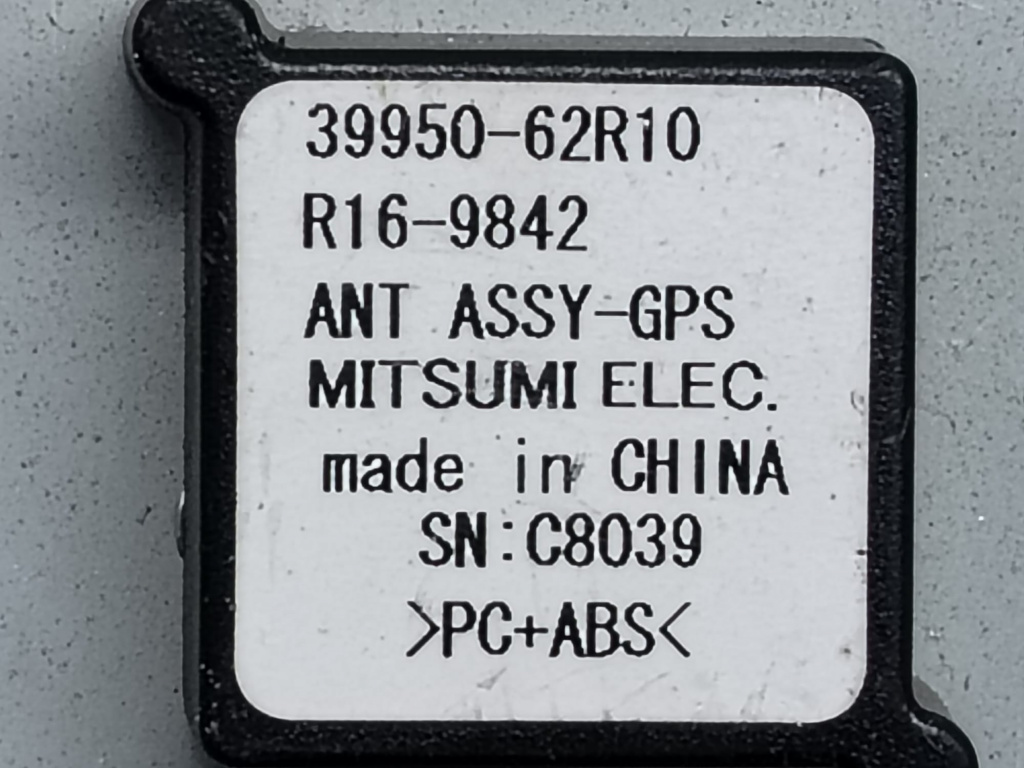 39950-62R10
R16-9842
ANT ASSY-GPS
MITSUMI ELEC.
made in CHINA
SN:C8039
>PC+ABS<